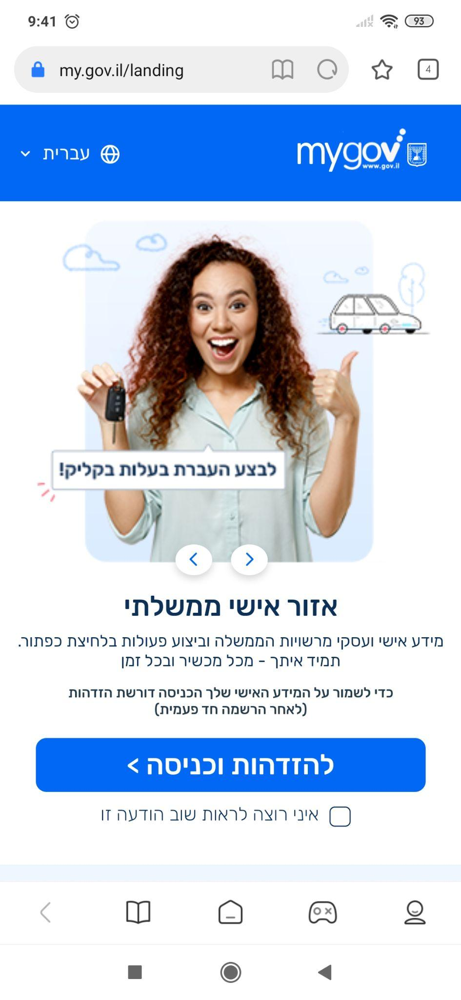 9:41
93
my.gov.il/landing
4
עברית
mygov
www.gov.il
לבצע העברת בעלות בקליק!
אזור אישי ממשלתי
מידע אישי ועסקי מרשויות הממשלה וביצוע פעולות בלחיצת כפתור.
תמיד איתך - מכל מכשיר ובכל זמן
כדי לשמור על המידע האישי שלך הכניסה דורשת הזדהות
(לאחר הרשמה חד פעמית)
להזדהות וכניסה >
איני רוצה לראות שוב הודעה זו